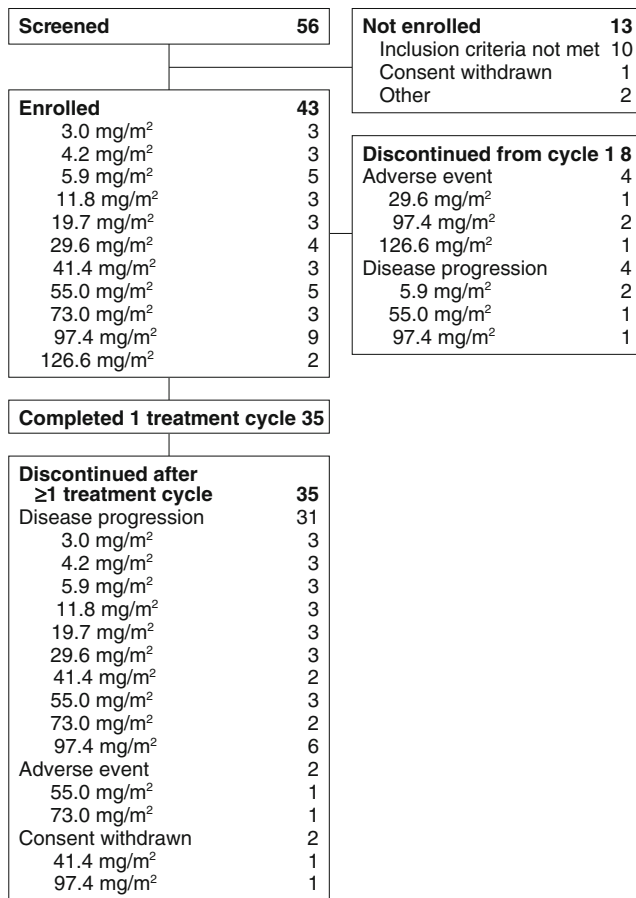 Screened 56
Not enrolled 13
Inclusion criteria not met 10
Consent withdrawn 1
Other 2
Enrolled 43
3.0 mg/m² 3
4.2 mg/m² 3
5.9 mg/m² 5
11.8 mg/m² 3
19.7 mg/m² 3
29.6 mg/m² 4
41.4 mg/m² 3
55.0 mg/m² 5
73.0 mg/m² 3
97.4 mg/m² 9
126.6 mg/m² 2
Discontinued from cycle 1 8
Adverse event 4
29.6 mg/m² 1
97.4 mg/m² 2
126.6 mg/m² 1
Disease progression 4
5.9 mg/m² 2
55.0 mg/m² 1
97.4 mg/m² 1
Completed 1 treatment cycle 35
Discontinued after
≥1 treatment cycle 35
Disease progression 31
3.0 mg/m² 3
4.2 mg/m² 3
5.9 mg/m² 3
11.8 mg/m² 3
19.7 mg/m² 3
29.6 mg/m² 3
41.4 mg/m² 2
55.0 mg/m² 3
73.0 mg/m² 2
97.4 mg/m² 6
Adverse event 2
55.0 mg/m² 1
73.0 mg/m² 1
Consent withdrawn 2
41.4 mg/m² 1
97.4 mg/m² 1